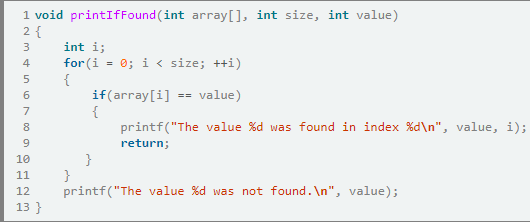 1 void printIfFound(int array[], int size, int value)
2 {
3     int i;
4     for(i = 0; i < size; ++i)
5     {
6         if(array[i] == value)
7         {
8             printf("The value %d was found in index %d\n", value, i);
9             return;
10         }
11     }
12     printf("The value %d was not found.\n", value);
13 }